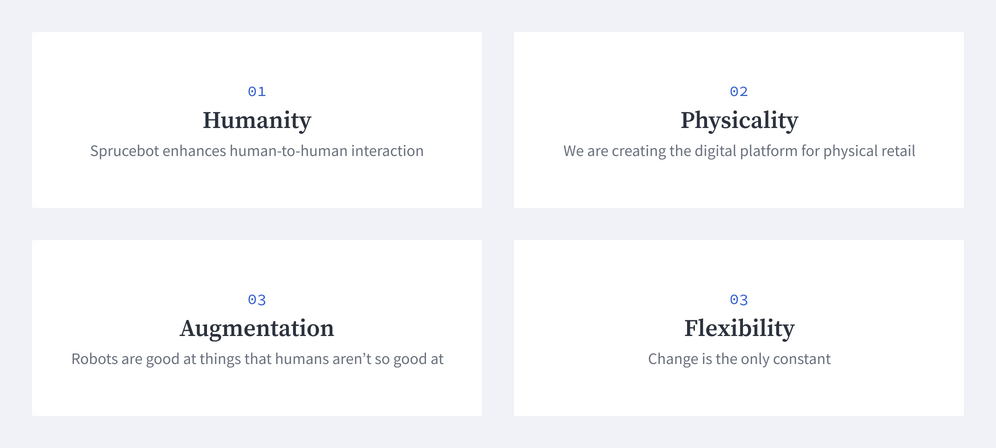 01
Humanity
Sprucebot enhances human-to-human interaction
02
Physicality
We are creating the digital platform for physical retail
03
Augmentation
Robots are good at things that humans aren’t so good at
03
Flexibility
Change is the only constant